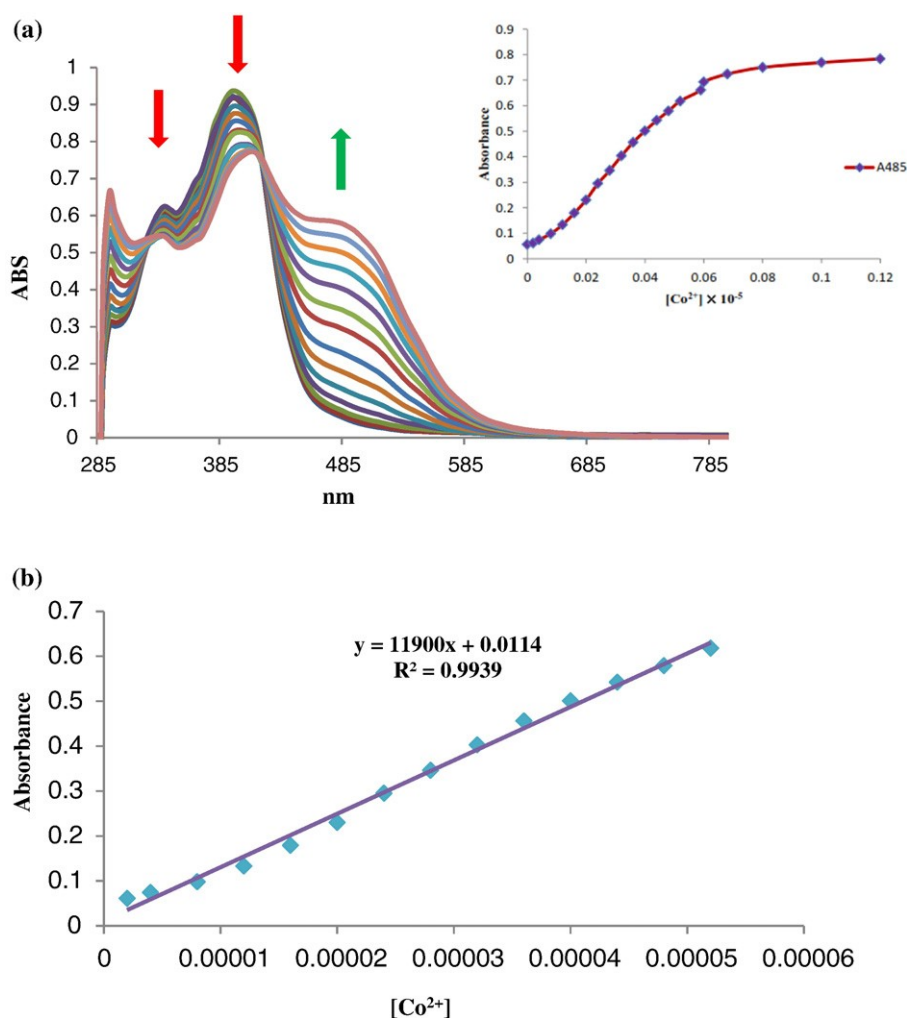 (a)
1
0.9
0.8
0.7
0.6
0.5
0.4
0.3
0.2
0.1
0
ABS
285 385 485 585 685 785
nm
0.9
0.8
0.7
0.6
0.5
0.4
0.3
0.2
0.1
0
Absorbance
0 0.02 0.04 0.06 0.08 0.1 0.12
[Co²⁺] × 10⁻⁵
A485
(b)
0.7
0.6
0.5
0.4
0.3
0.2
0.1
0
Absorbance
y = 11900x + 0.0114
R² = 0.9939
0 0.00001 0.00002 0.00003 0.00004 0.00005 0.00006
[Co²⁺]